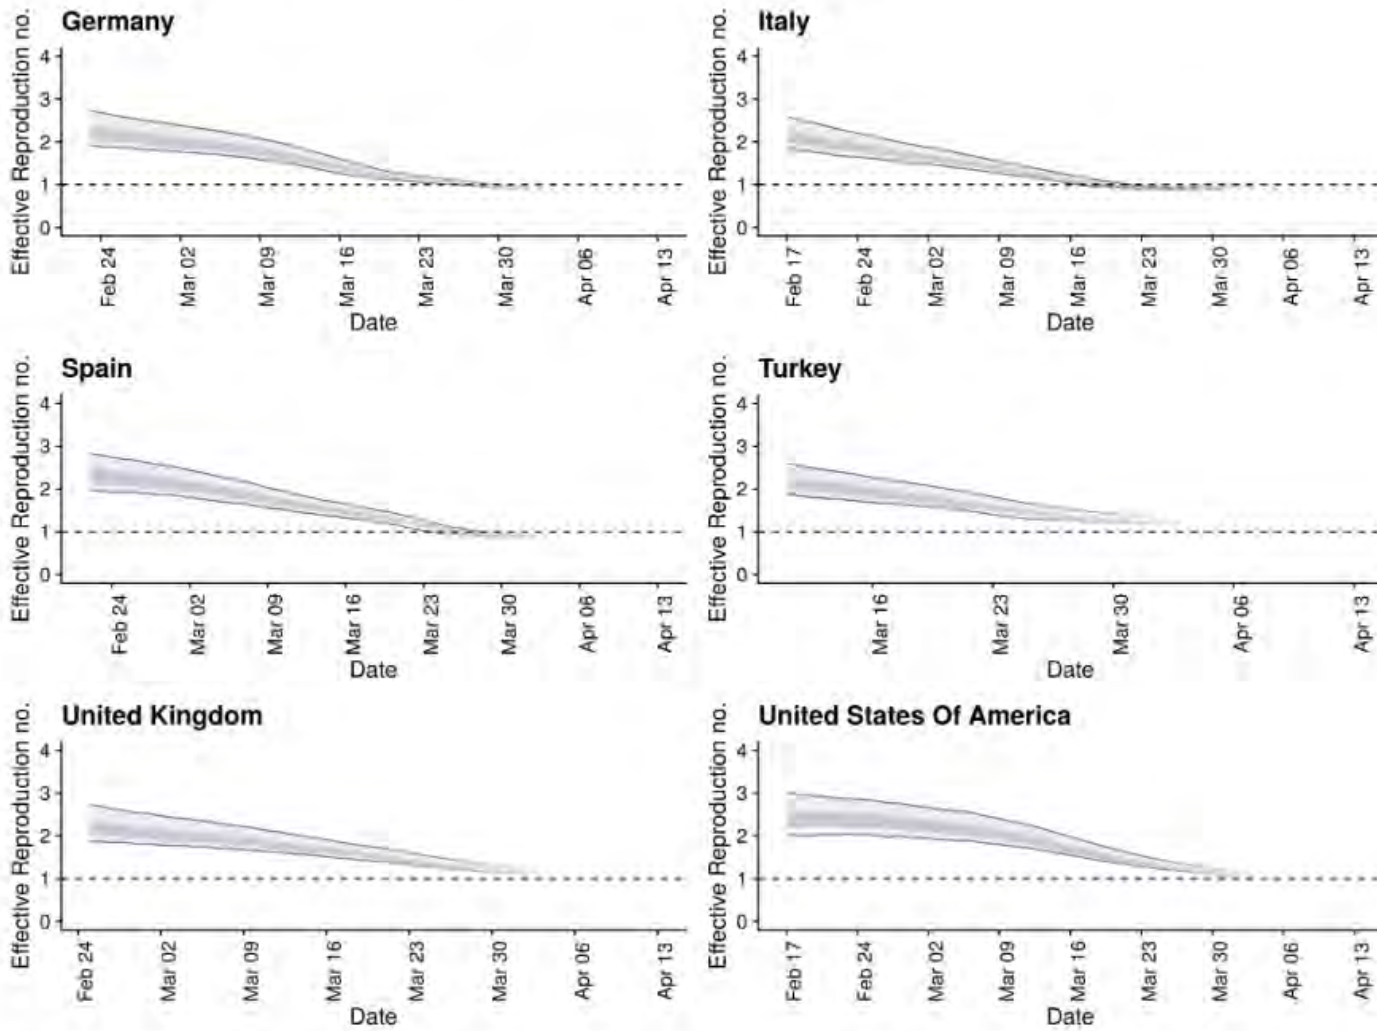 Germany
Effective Reproduction no.
4
3
2
1
0
Feb 24
Mar 02
Mar 09
Mar 16
Mar 23
Mar 30
Apr 06
Apr 13
Date
Italy
Effective Reproduction no.
4
3
2
1
0
Feb 17
Feb 24
Mar 02
Mar 09
Mar 16
Mar 23
Mar 30
Apr 06
Apr 13
Date
Spain
Effective Reproduction no.
4
3
2
1
0
Feb 24
Mar 02
Mar 09
Mar 16
Mar 23
Mar 30
Apr 06
Apr 13
Date
Turkey
Effective Reproduction no.
4
3
2
1
0
Mar 16
Mar 23
Mar 30
Apr 06
Apr 13
Date
United Kingdom
Effective Reproduction no.
4
3
2
1
0
Feb 24
Mar 02
Mar 09
Mar 16
Mar 23
Mar 30
Apr 06
Apr 13
Date
United States Of America
Effective Reproduction no.
4
3
2
1
0
Feb 17
Feb 24
Mar 02
Mar 09
Mar 16
Mar 23
Mar 30
Apr 06
Apr 13
Date